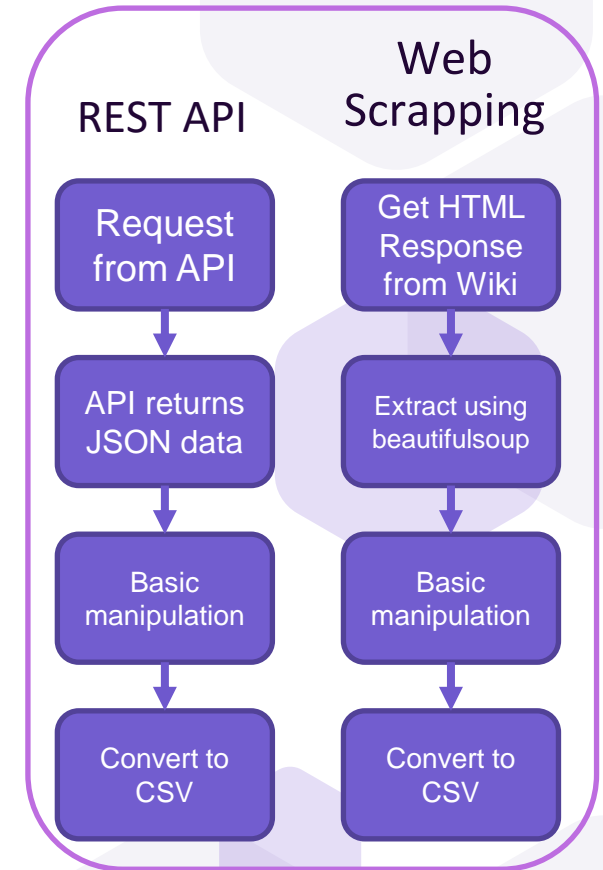 REST API
Request
from API
API returns
JSON data
Basic
manipulation
Convert to
CSV
Web
Scrapping
Get HTML
Response
from Wiki
Extract using
beautifulsoup
Basic
manipulation
Convert to
CSV